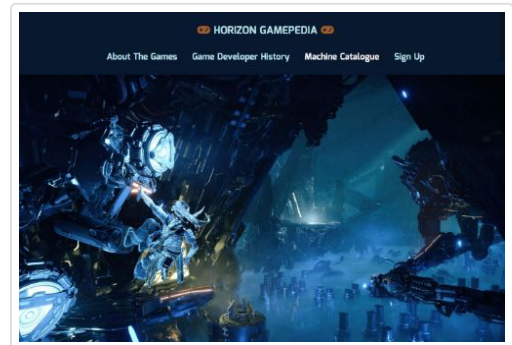 HORIZON GAMEPEDIA
About The Games Game Developer History Machine Catalogue Sign Up